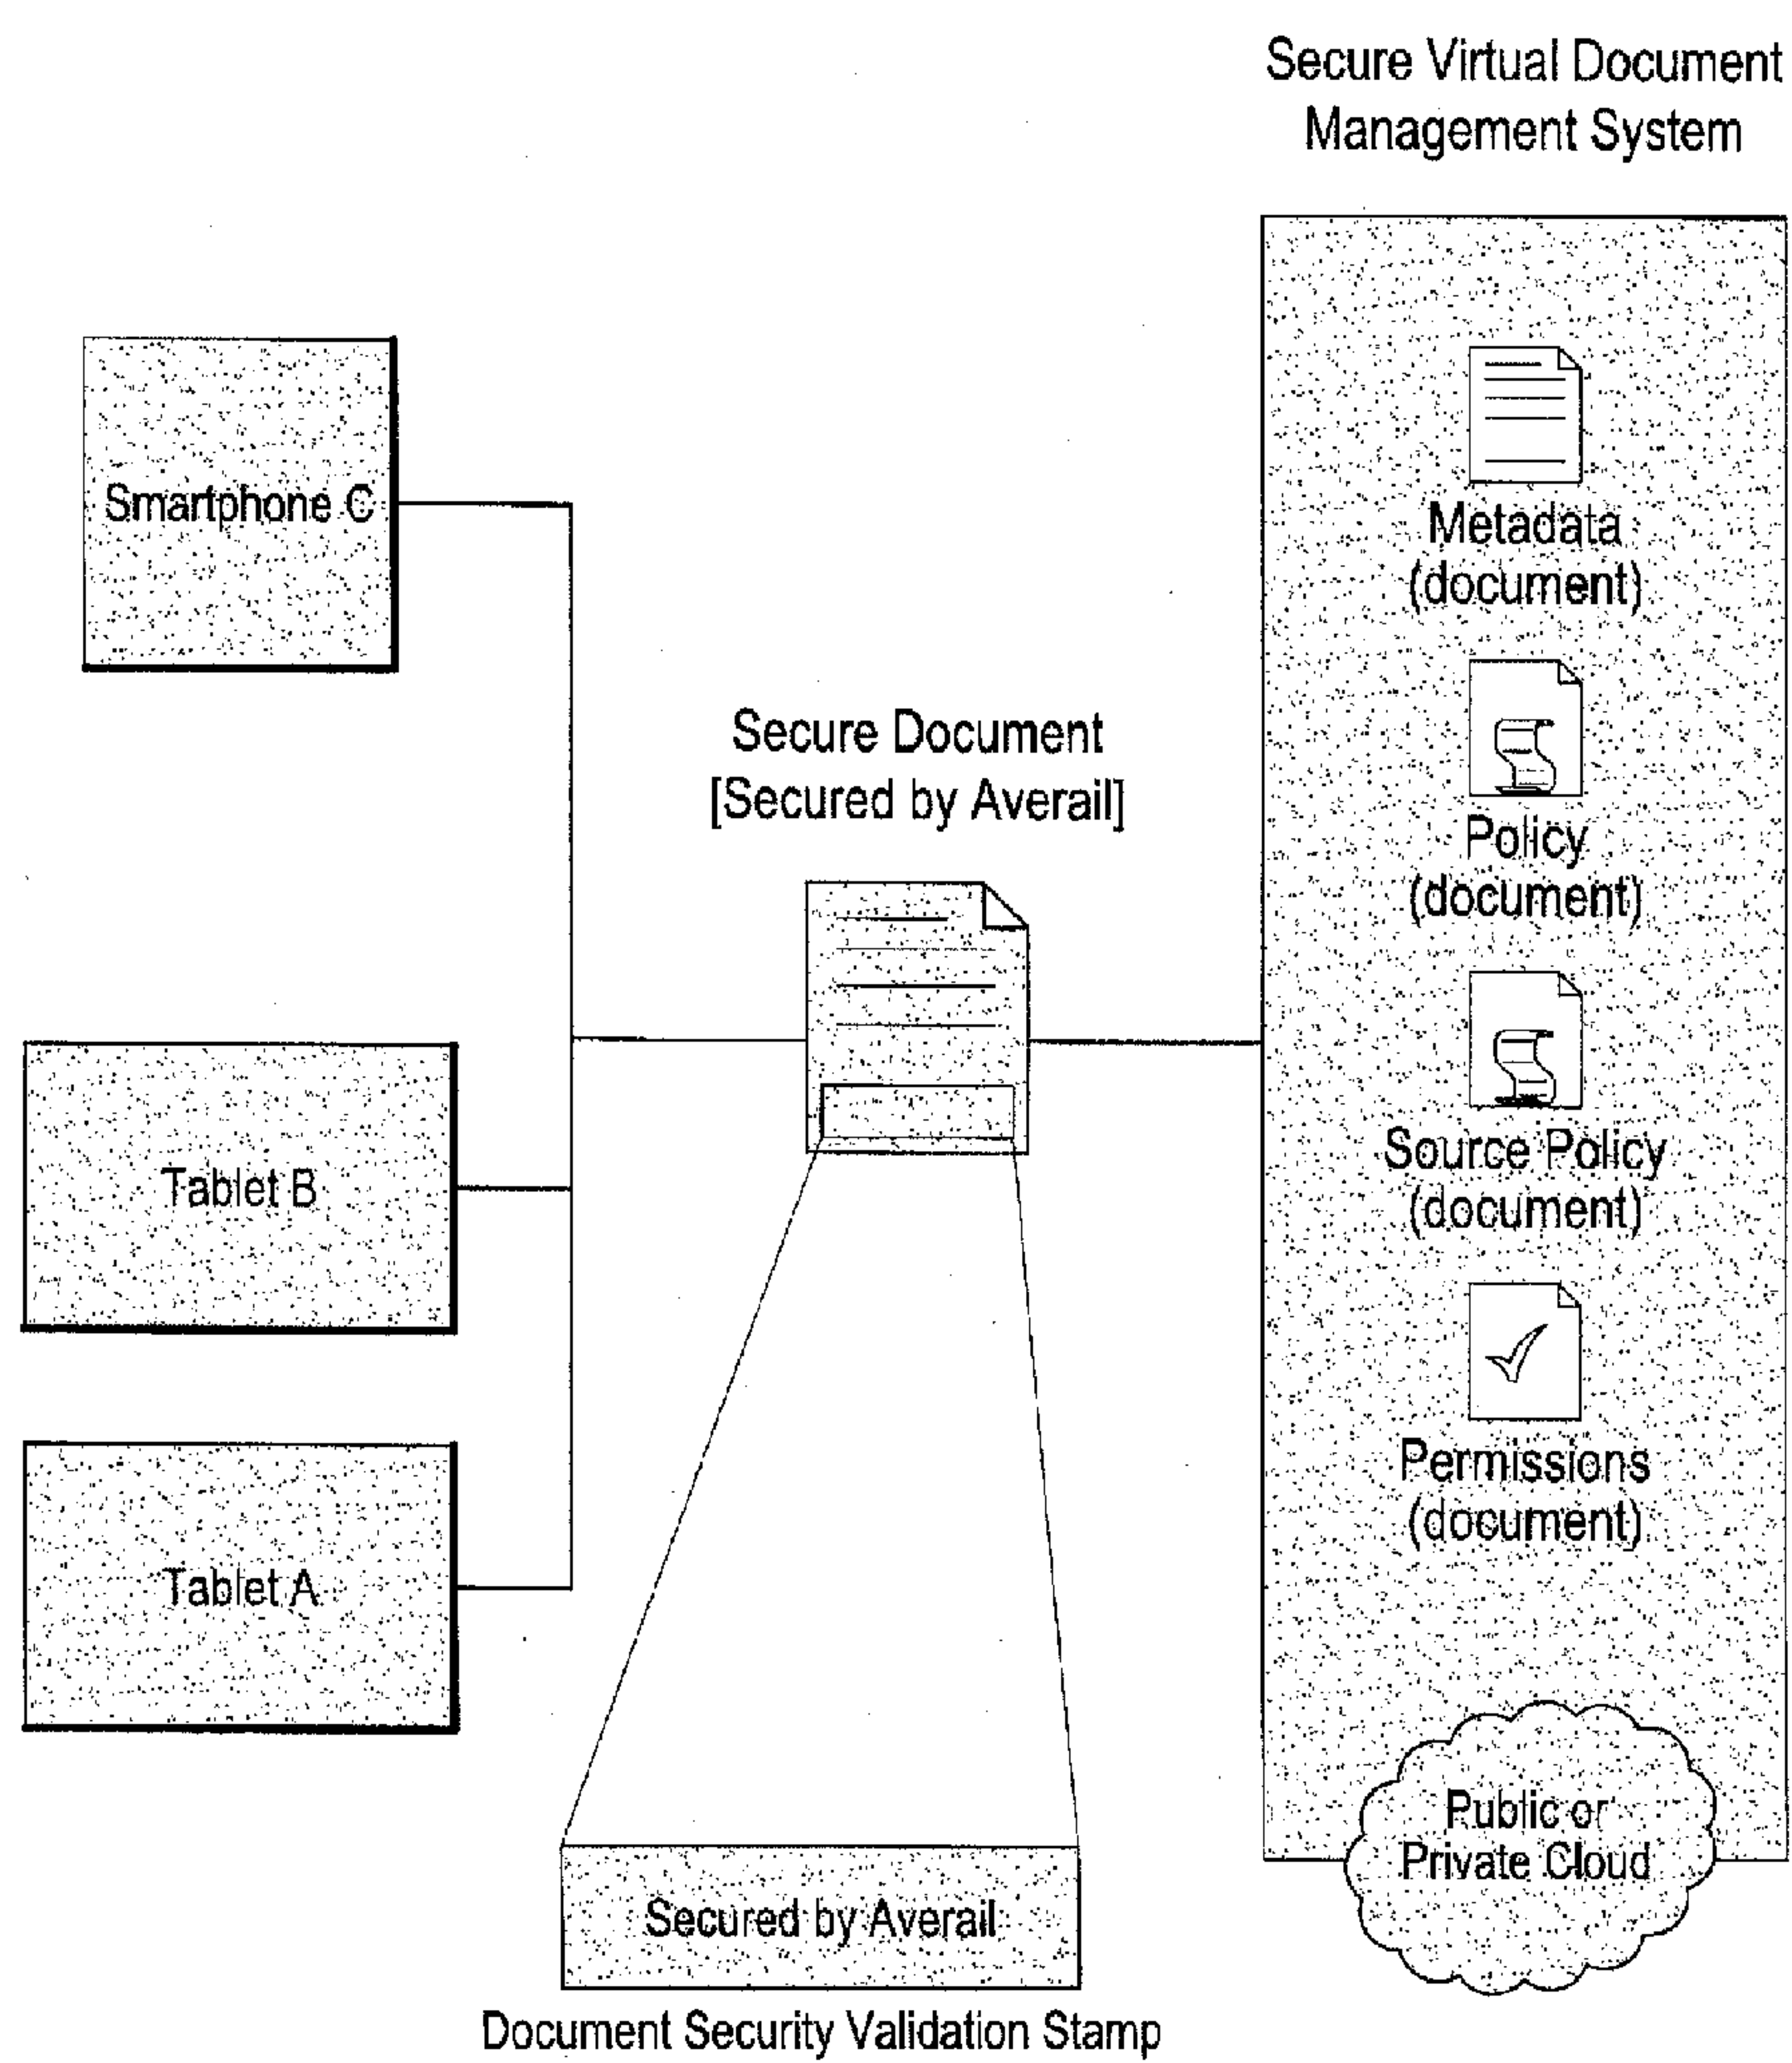 Secure Virtual Document
Management System
Smartphone C
Metadata
(document)
Secure Document
[Secured by Averail]
Policy
(document)
Tablet B
Source Policy
(document)
Tablet A
Permissions
(document)
Public or
Private Cloud
Secured by Averail
Document Security Validation Stamp